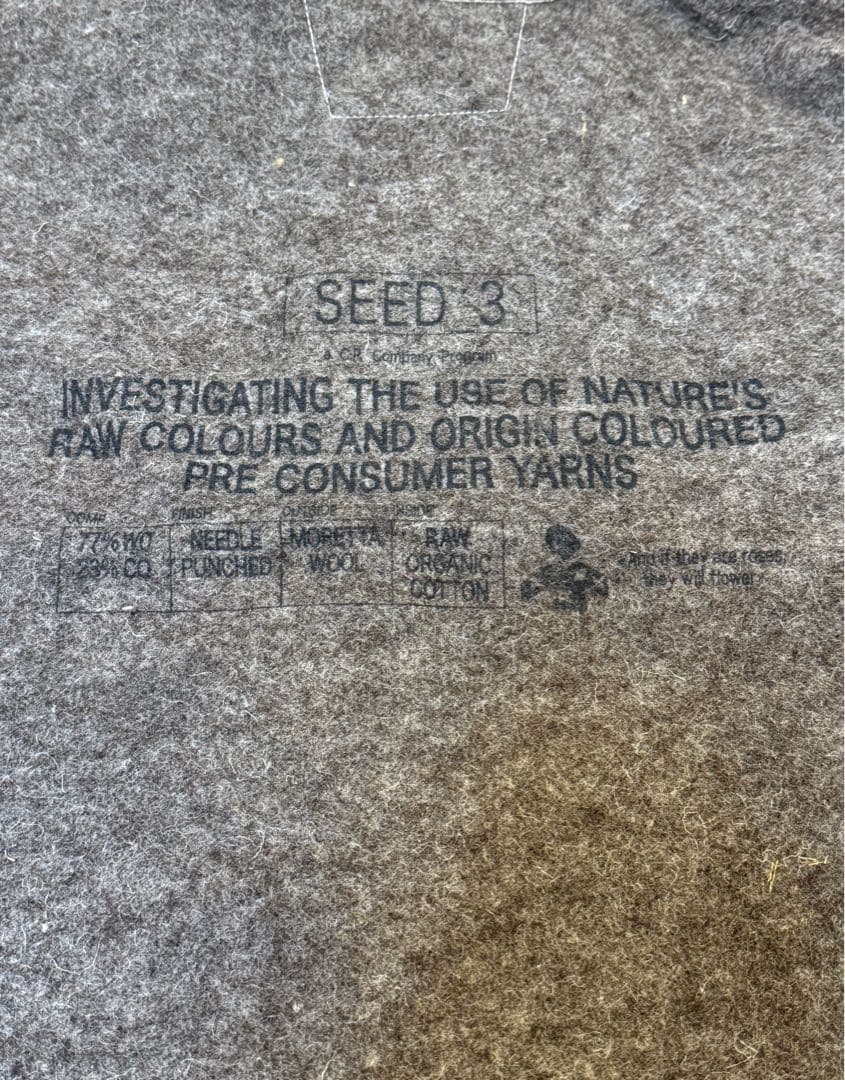 SEED 3
a C.P. Company Program
INVESTIGATING THE USE OF NATURE'S
RAW COLOURS AND ORIGIN COLOURED
PRE CONSUMER YARNS
COMP FINISH OUTSIDE INSIDE
77% WO NEEDLE MORETTA RAW
23% CO PUNCHED WOOL ORGANIC
COTTON
«And if they are roses,
they will flower»